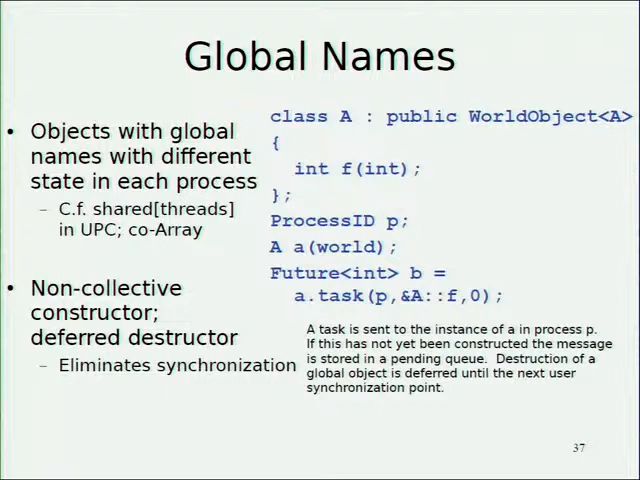 Global Names
• Objects with global
names with different
state in each process
– C.f. shared[threads]
in UPC; co-Array
• Non-collective
constructor;
deferred destructor
– Eliminates synchronization
class A : public WorldObject<A>
{
int f(int);
};
ProcessID p;
A a(world);
Future<int> b =
a.task(p,&A::f,0);
A task is sent to the instance of a in process p.
If this has not yet been constructed the message
is stored in a pending queue. Destruction of a
global object is deferred until the next user
synchronization point.
37